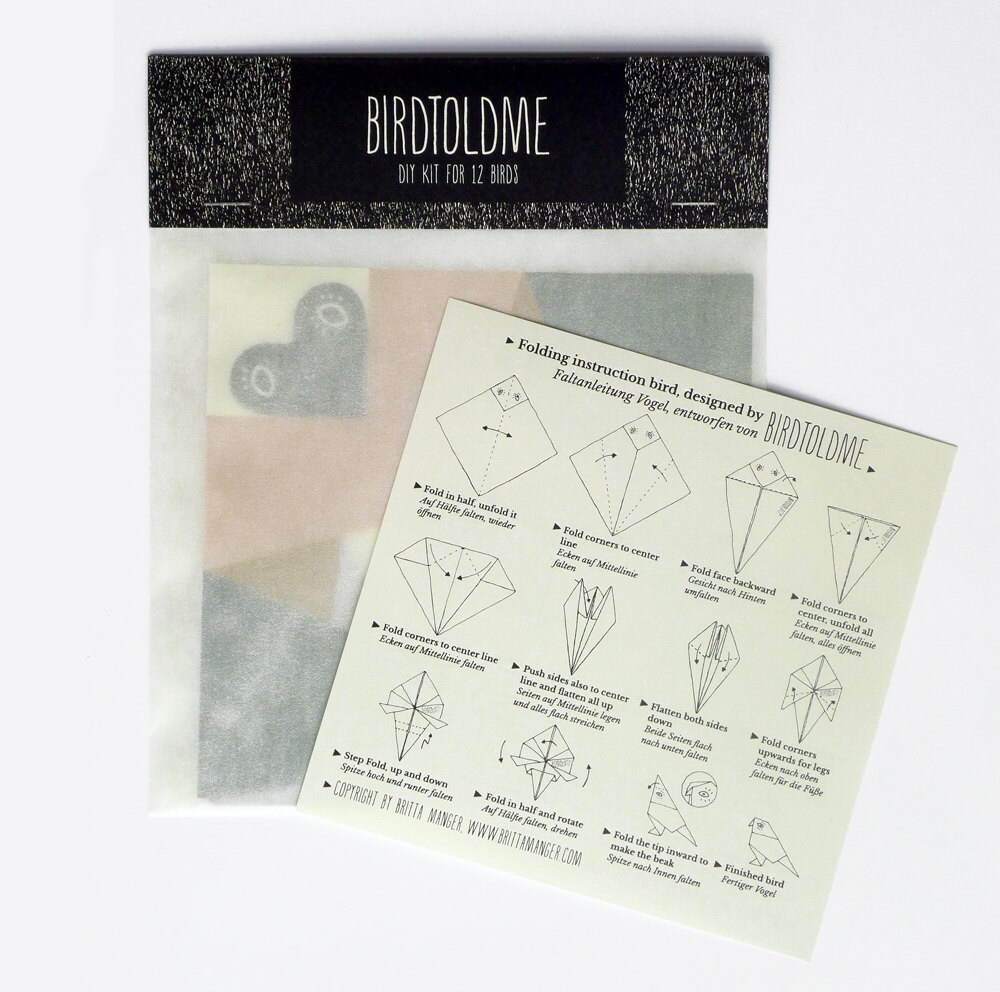 BIRDTOLDME
DIY KIT FOR 12 BIRDS
Folding instruction bird, designed by BIRDTOLDME
Faltanleitung Vogel, entworfen von
Fold in half, unfold it
Auf Hälfte falten, wieder
öffnen
Fold corners to center
line
Ecken auf Mittellinie
falten
Fold face backward
Gesicht nach Hinten
umfalten
Fold corners to
center, unfold all
Ecken auf Mittellinie
falten, alles öffnen
Fold corners to center line
Ecken auf Mittellinie falten
Push sides also to center
line and flatten all up
Seiten auf Mittellinie legen
und alles flach streichen
Flatten both sides
down
Beide Seiten flach
nach unten falten
Fold corners
upwards for legs
Ecken nach oben
falten für die Füße
Step Fold, up and down
Spitze hoch und runter falten
Fold in half and rotate
Auf Hälfte falten, drehen
Fold the tip inward to
make the beak
Spitze nach Innen falten
Finished bird
Fertiger Vogel
COPYRIGHT BY BRITTA MANGER, WWW.BRITTAMANGER.COM